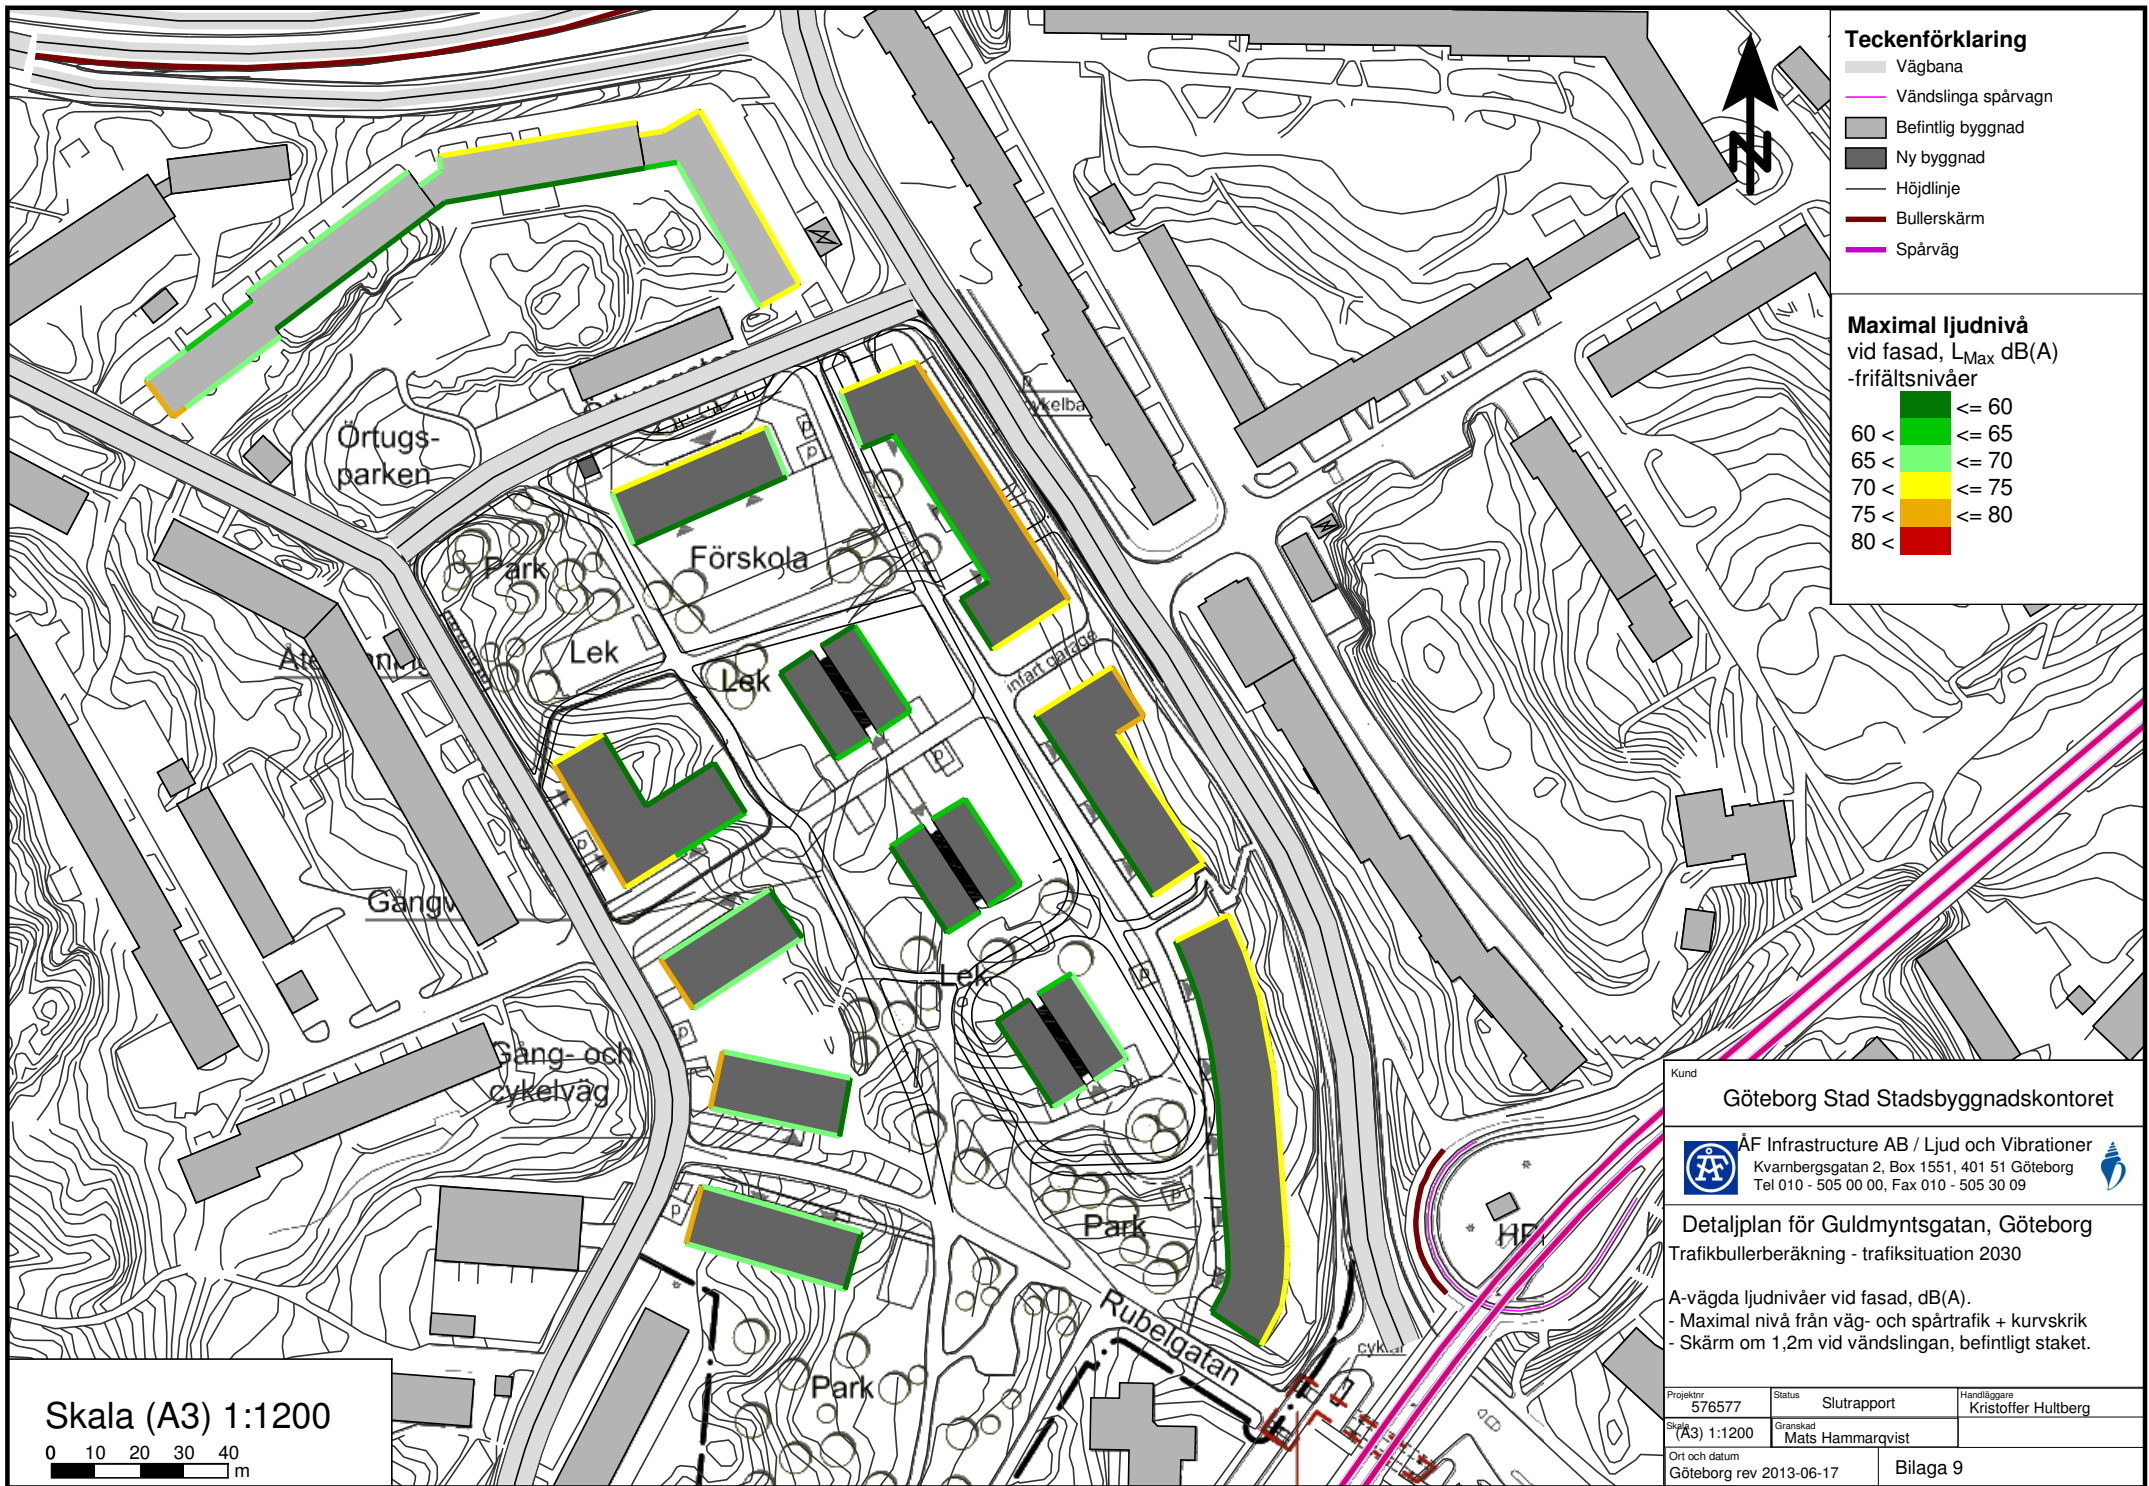 Teckenförklaring
Vägbana
Vändslinga spårvagn
Befintlig byggnad
Ny byggnad
Höjdlinje
Bullerskärm
Spårväg
N
Maximal ljudnivå
vid fasad, LMax dB(A)
-frifältsnivåer
<= 60
60 < <= 65
65 < <= 70
70 < <= 75
75 < <= 80
80 <
Örtugs-
parken
Park
Förskola
Lek
Lek
infart garage
p
p
p
p
Lek
p
p
p
Gång- och
cykelväg
Park
p
HPL
Rubelgatan
Park
Skala (A3) 1:1200
0 10 20 30 40
m
Kund
Göteborg Stad Stadsbyggnadskontoret
ÅF
ÅF Infrastructure AB / Ljud och Vibrationer
Kvarnbergsgatan 2, Box 1551, 401 51 Göteborg
Tel 010 - 505 00 00, Fax 010 - 505 30 09
Detaljplan för Guldmyntsgatan, Göteborg
Trafikbullerberäkning - trafiksituation 2030
A-vägda ljudnivåer vid fasad, dB(A).
- Maximal nivå från väg- och spårtrafik + kurvskrik
- Skärm om 1,2m vid vändslingan, befintligt staket.
Projektnr
576577
Status
Slutrapport
Handläggare
Kristoffer Hultberg
Skala
(A3) 1:1200
Granskad
Mats Hammarqvist
Ort och datum
Göteborg rev 2013-06-17
Bilaga 9